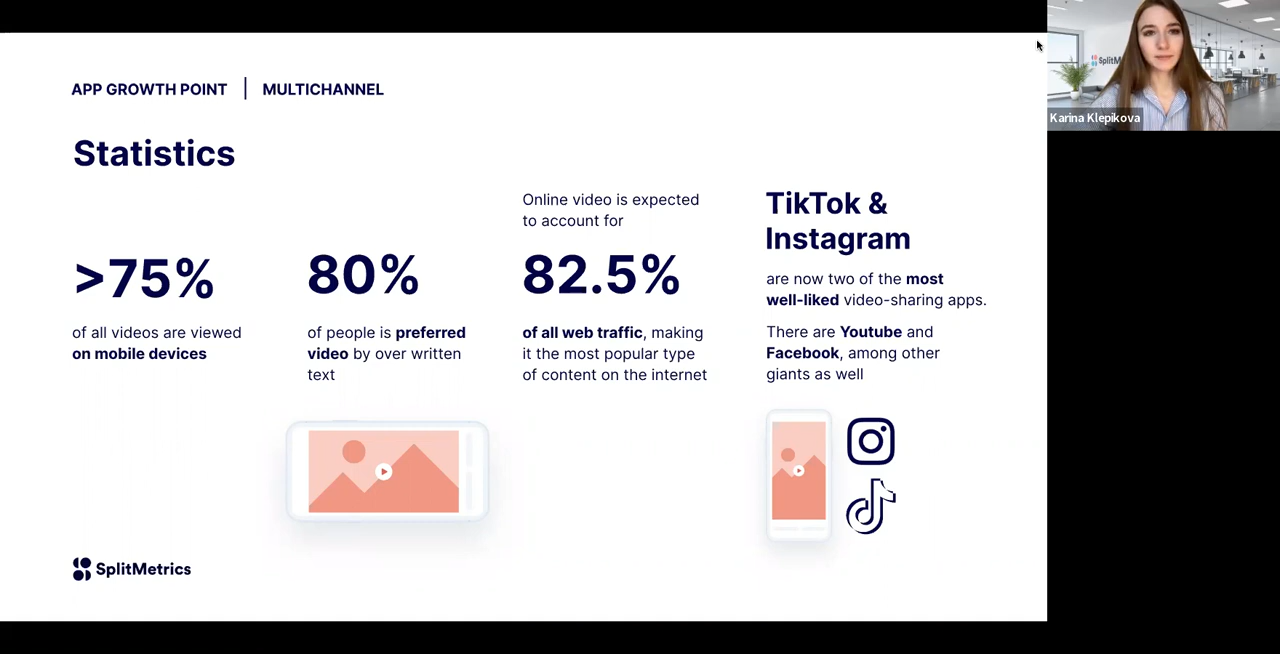 APP GROWTH POINT | MULTICHANNEL
Statistics
>75%
of all videos are viewed
on mobile devices
80%
of people is preferred
video by over written
text
Online video is expected
to account for
82.5%
of all web traffic, making
it the most popular type
of content on the internet
TikTok &
Instagram
are now two of the most
well-liked video-sharing apps.
There are Youtube and
Facebook, among other
giants as well
SplitMetrics
SplitM
Karina Klepikova